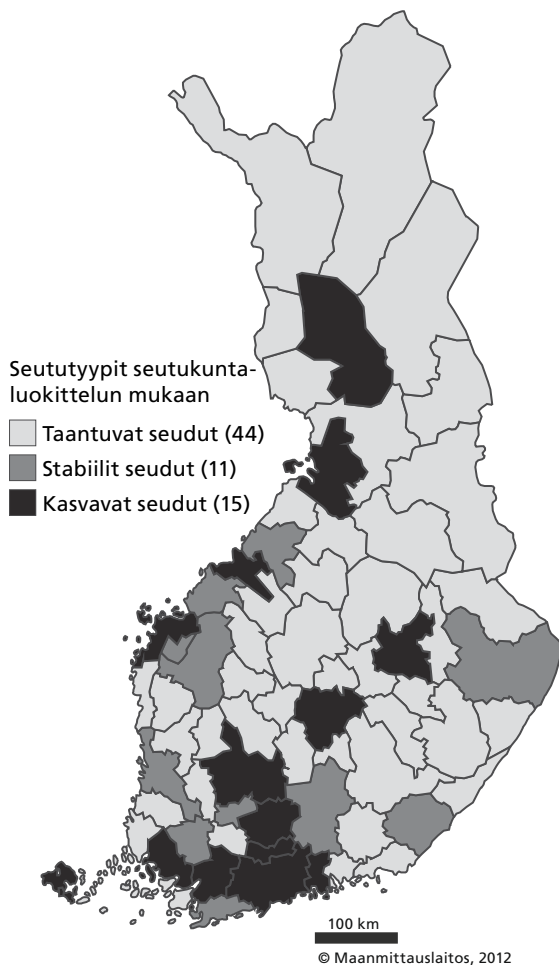 Seututyypit seutukunta-
luokittelun mukaan
Taantuvat seudut (44)
Stabiilit seudut (11)
Kasvavat seudut (15)
100 km
© Maanmittauslaitos, 2012